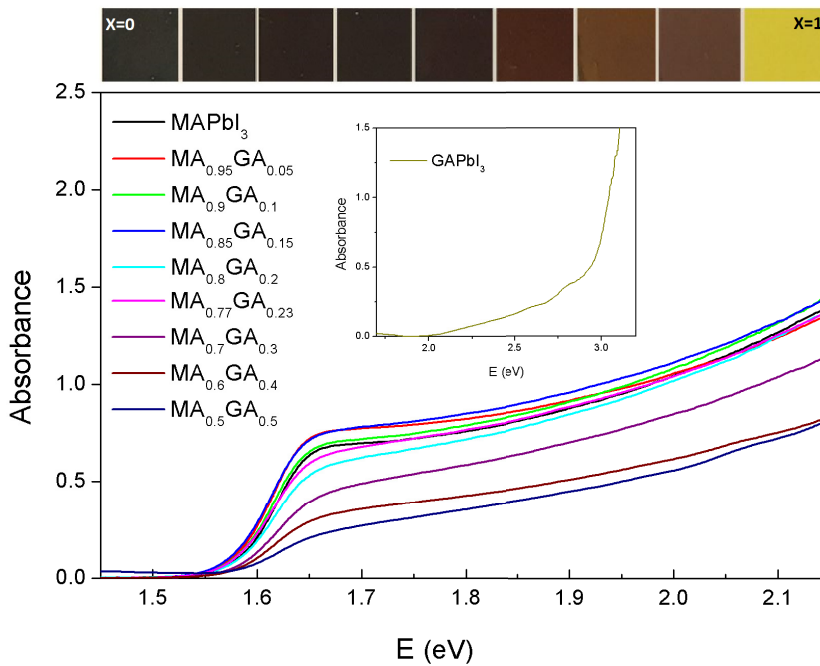 X=0
X=1
2.5
2.0
1.5
1.0
0.5
0.0
Absorbance
MAPbI₃
MA₀.₉₅GA₀.₀₅
MA₀.₉GA₀.₁
MA₀.₈₅GA₀.₁₅
MA₀.₈GA₀.₂
MA₀.₇₇GA₀.₂₃
MA₀.₇GA₀.₃
MA₀.₆GA₀.₄
MA₀.₅GA₀.₅
1.5
1.0
0.5
0.0
Absorbance
GAPbI₃
2.0 2.5 3.0
E (eV)
1.5 1.6 1.7 1.8 1.9 2.0 2.1
E (eV)